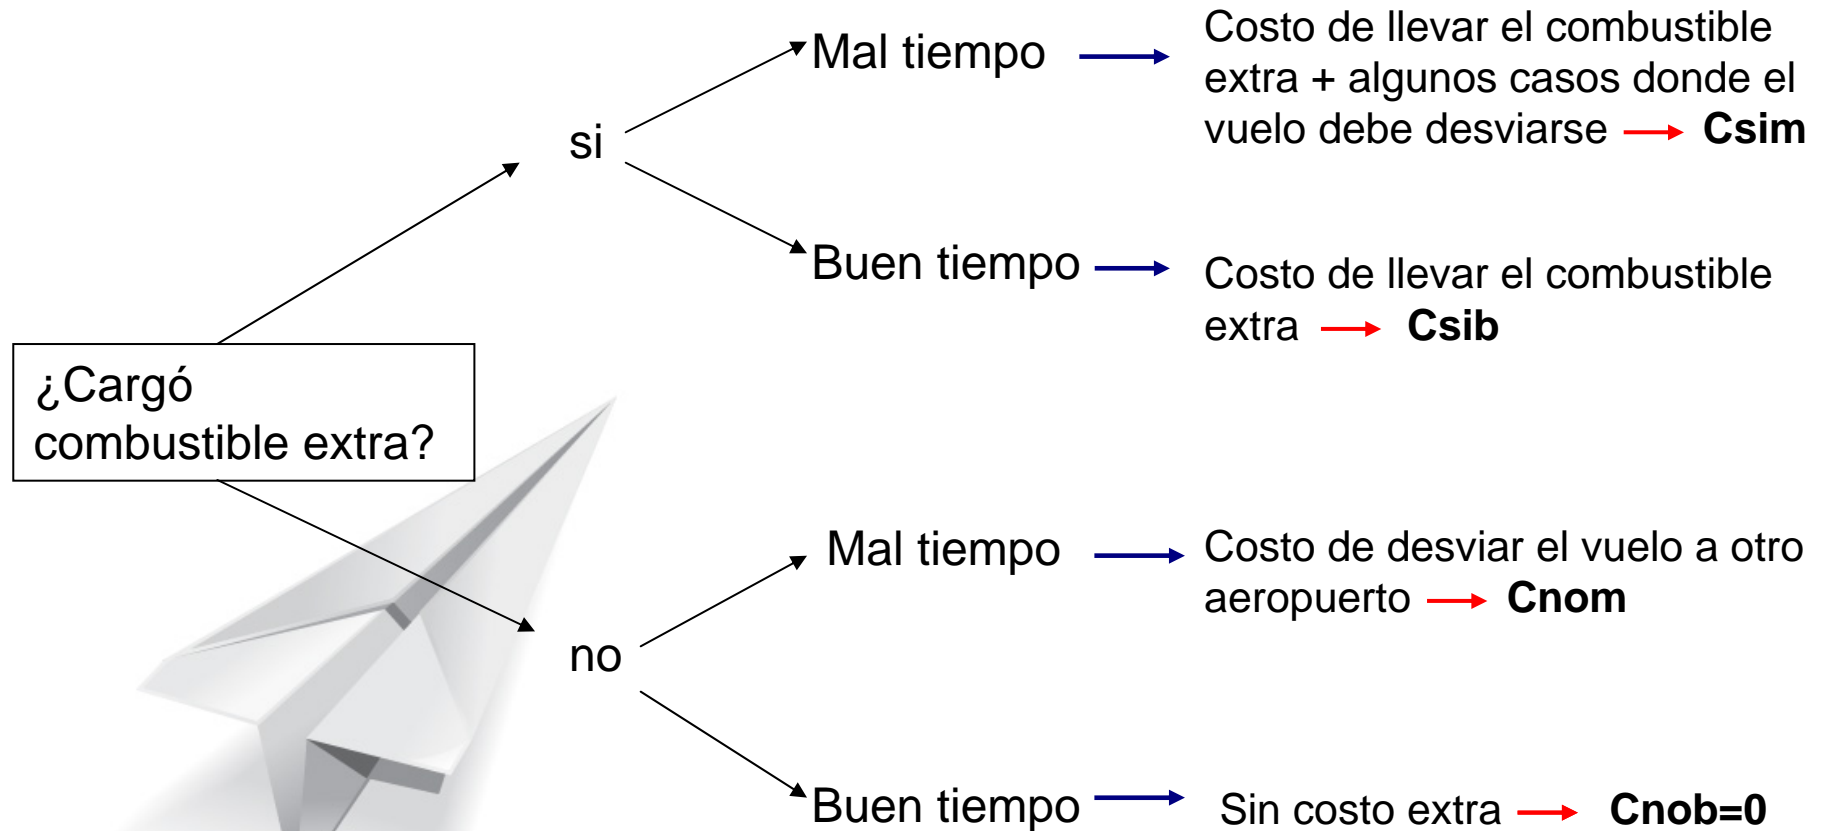 Mal tiempo
Costo de llevar el combustible
extra + algunos casos donde el
vuelo debe desviarse Csim
si
Buen tiempo
Costo de llevar el combustible
extra Csib
¿Cargó
combustible extra?
Mal tiempo
Costo de desviar el vuelo a otro
aeropuerto Cnom
no
Buen tiempo
Sin costo extra Cnob=0